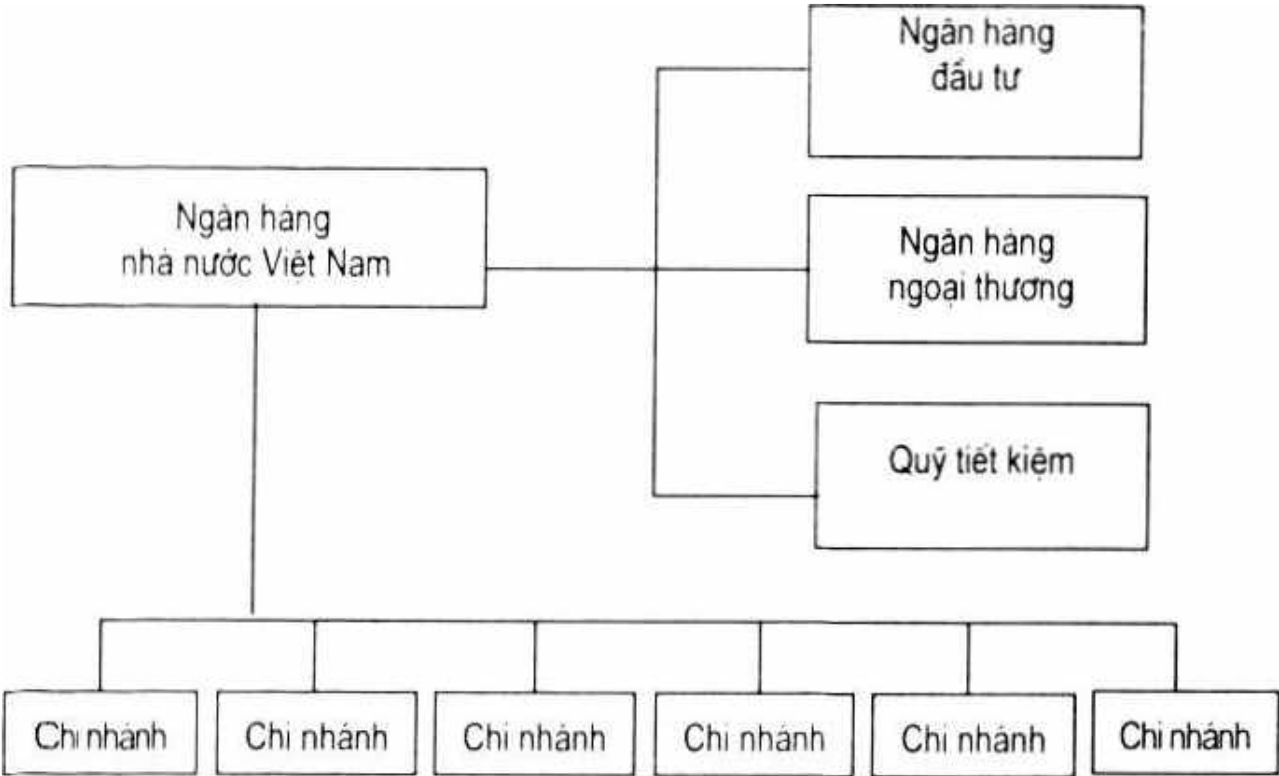 Ngân hàng
đầu tư
Ngân hàng
nhà nước Việt Nam
Ngân hàng
ngoại thương
Quỹ tiết kiệm
Chi nhánh
Chi nhánh
Chi nhánh
Chi nhánh
Chi nhánh
Chi nhánh